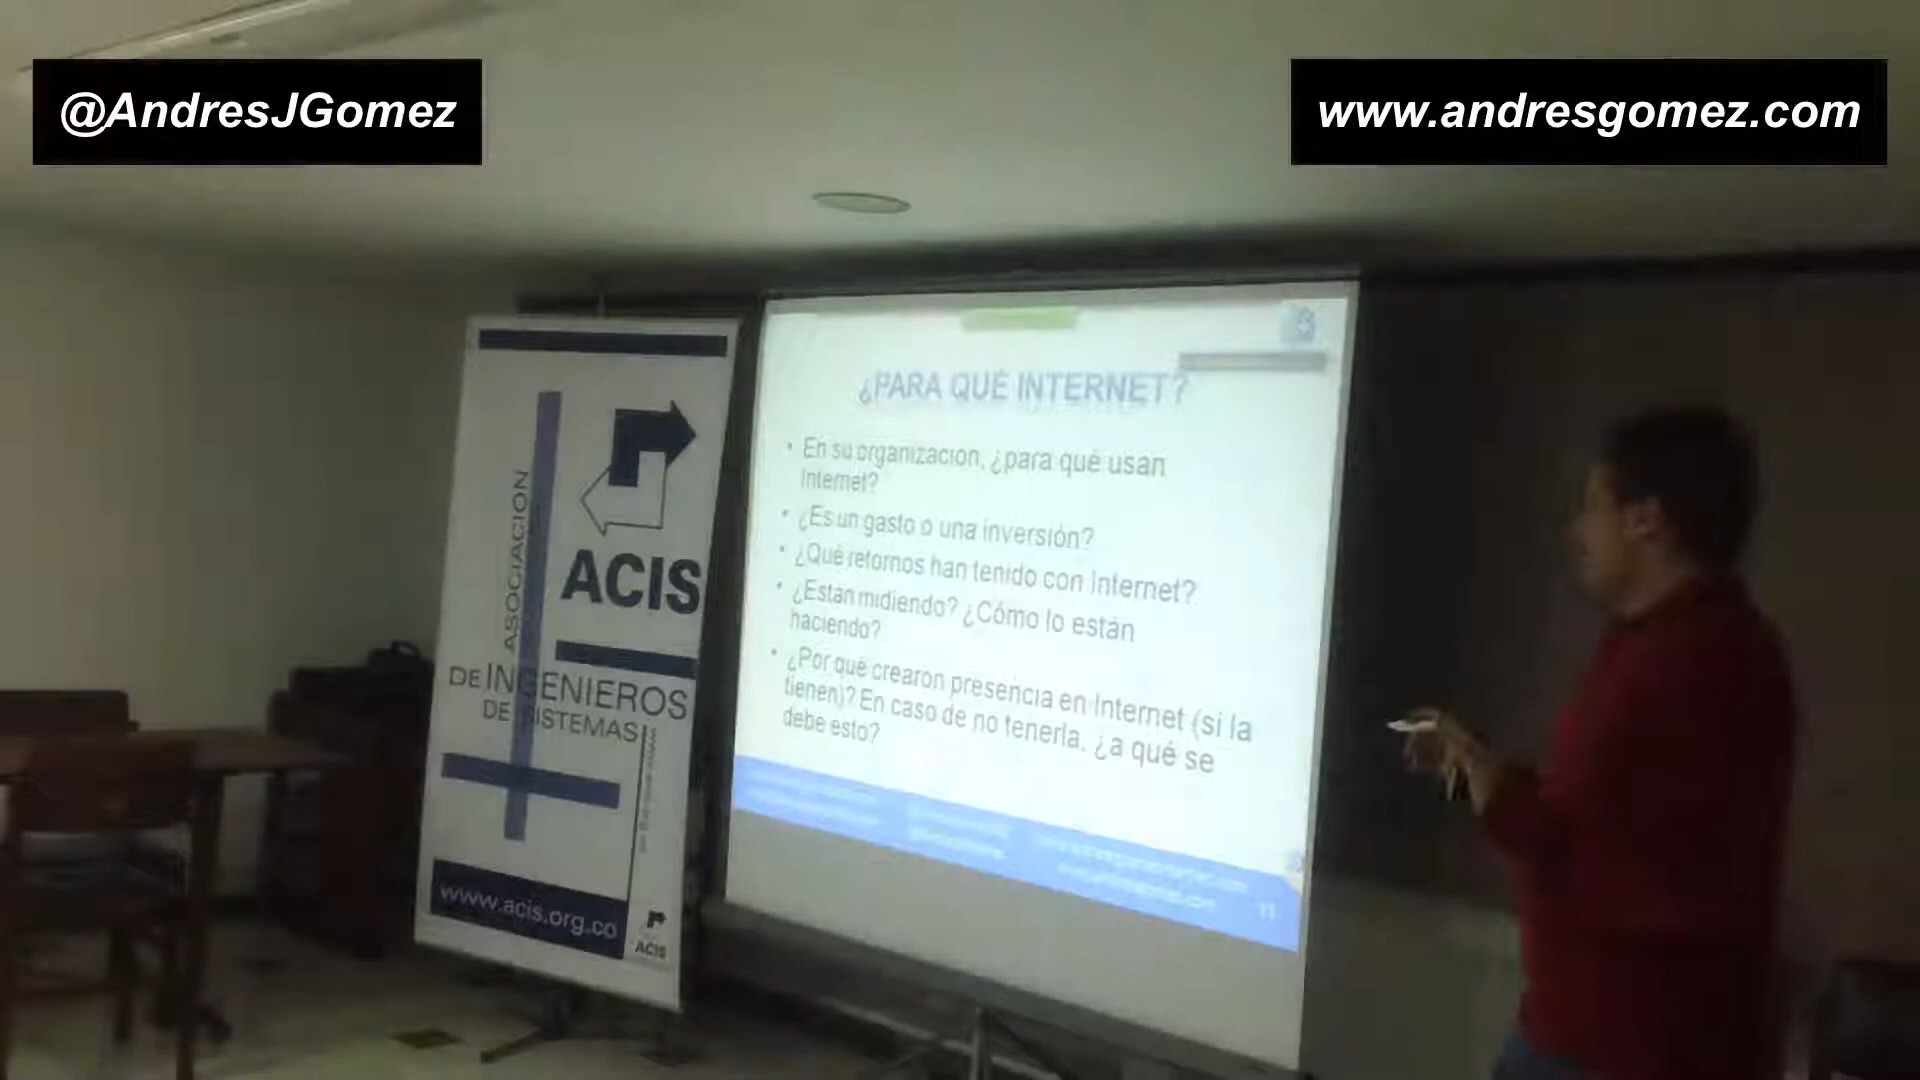 @AndresJGomez
www.andresgomez.com
ASOCIACION
ACIS
DE INGENIEROS
DE SISTEMAS
www.acis.org.co
ACIS
¿PARA QUÉ INTERNET?
• En su organización, ¿para qué usan
Internet?
• ¿Es un gasto o una inversión?
• ¿Qué retornos han tenido con Internet?
• ¿Están midiendo? ¿Cómo lo están
haciendo?
• ¿Por qué crearon presencia en Internet (si la
tienen)? En caso de no tenerla, ¿a qué se
debe esto?
11